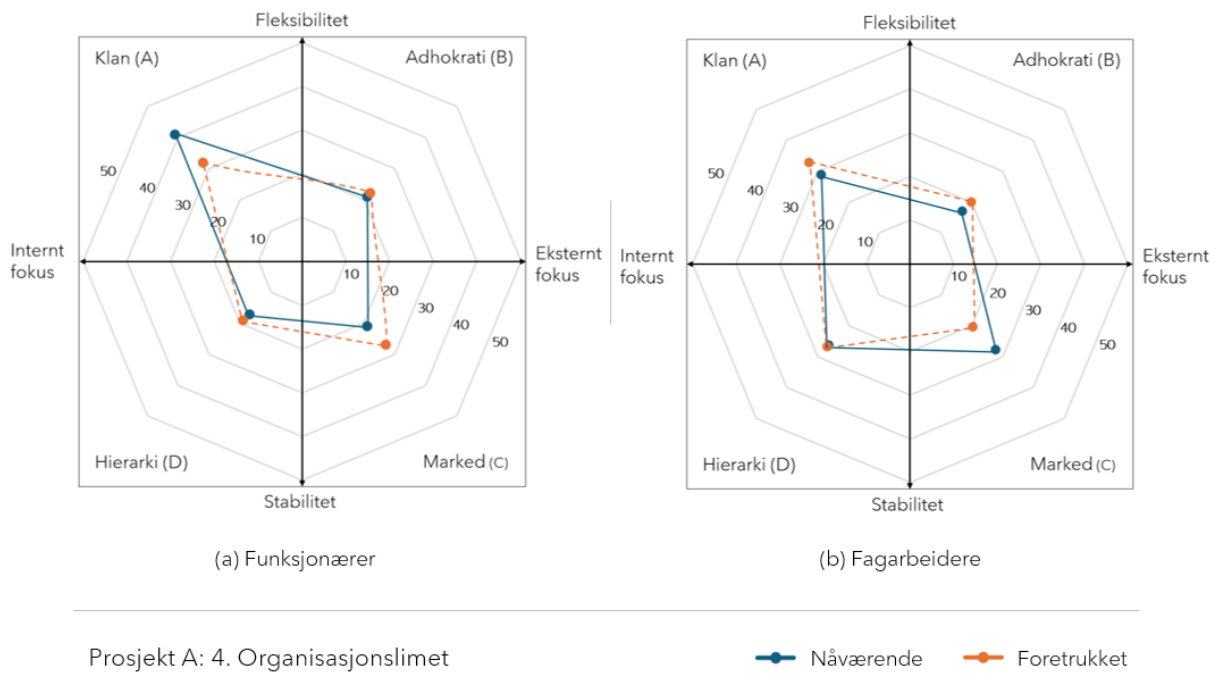 Fleksibilitet
Klan (A)
Adhokrati (B)
50
40
30
20
10
Internt
fokus
Eksternt
fokus
10
20
30
40
50
Hierarki (D)
Marked (C)
Stabilitet
(a) Funksjonærer
Fleksibilitet
Klan (A)
Adhokrati (B)
50
40
30
20
10
Internt
fokus
Eksternt
fokus
10
20
30
40
50
Hierarki (D)
Marked (C)
Stabilitet
(b) Fagarbeidere
Prosjekt A: 4. Organisasjonslimet
Nåværende
Foretrukket